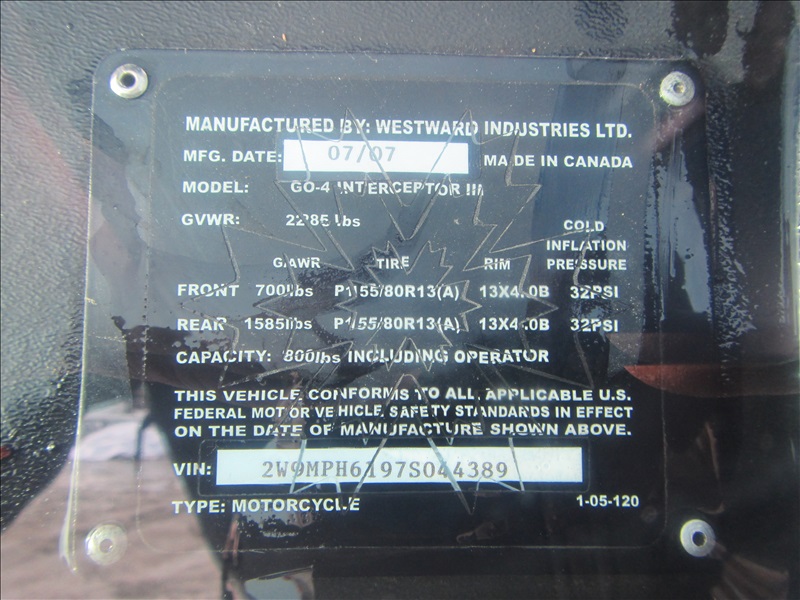 MANUFACTURED BY: WESTWARD INDUSTRIES LTD.
MFG. DATE: 07/07 MADE IN CANADA
MODEL: GO-4 INTERCEPTOR III
GVWR: 2285 lbs
COLD
INFLATION
GAWR TIRE RIM PRESSURE
FRONT 700lbs P155/80R13(A) 13X4.0B 32PSI
REAR 1585lbs P155/80R13(A) 13X4.0B 32PSI
CAPACITY: 800lbs INCLUDING OPERATOR
THIS VEHICLE CONFORMS TO ALL APPLICABLE U.S.
FEDERAL MOTOR VEHICLE SAFETY STANDARDS IN EFFECT
ON THE DATE OF MANUFACTURE SHOWN ABOVE.
VIN: 2W9MPH6197S044389
TYPE: MOTORCYCLE 1-05-120